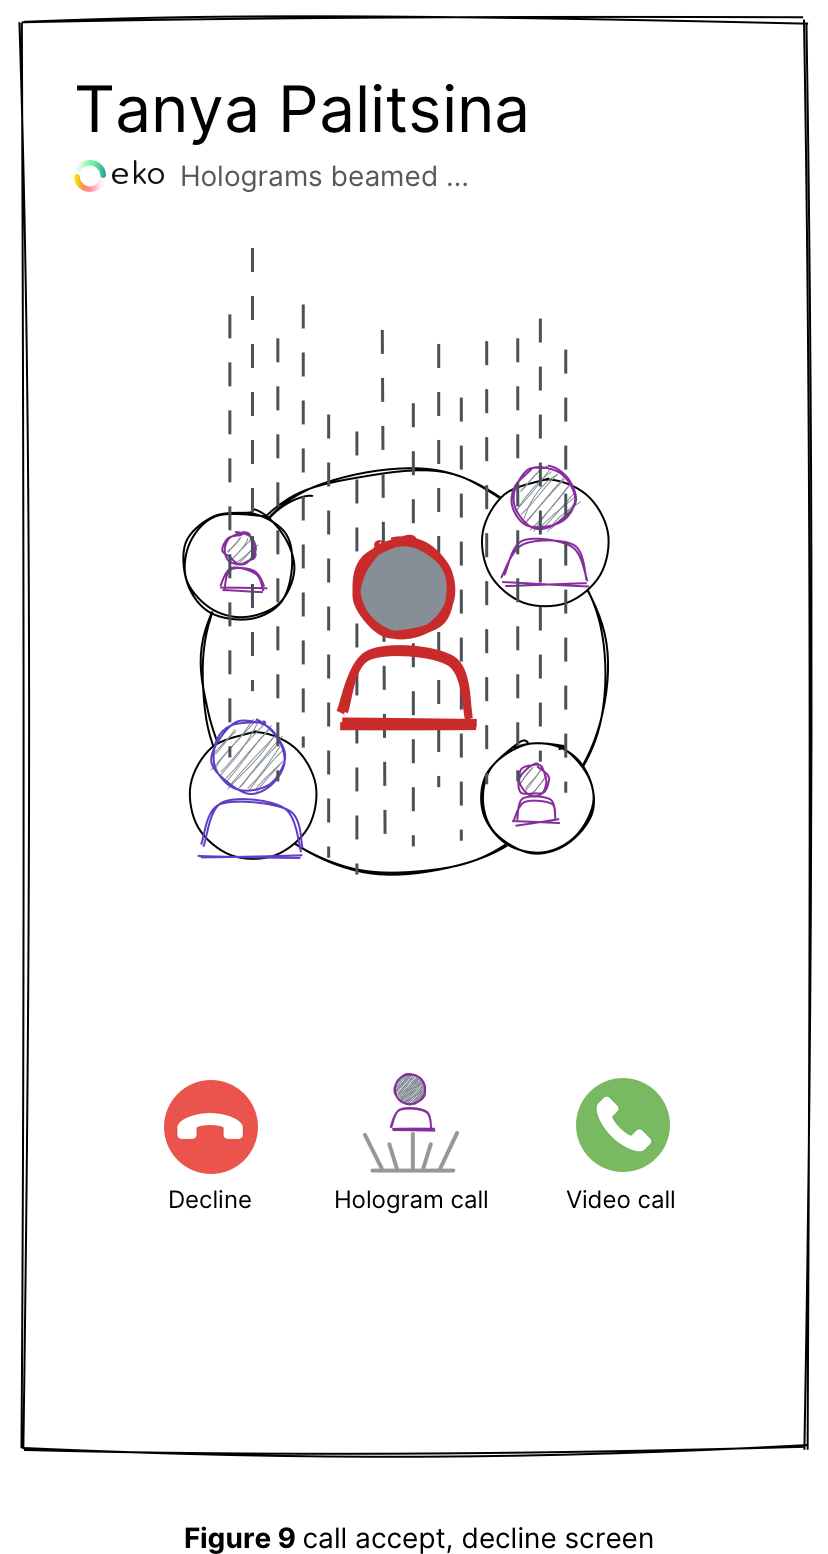 Tanya Palitsina
eko Holograms beamed ...
Decline Hologram call Video call
Figure 9 call accept, decline screen